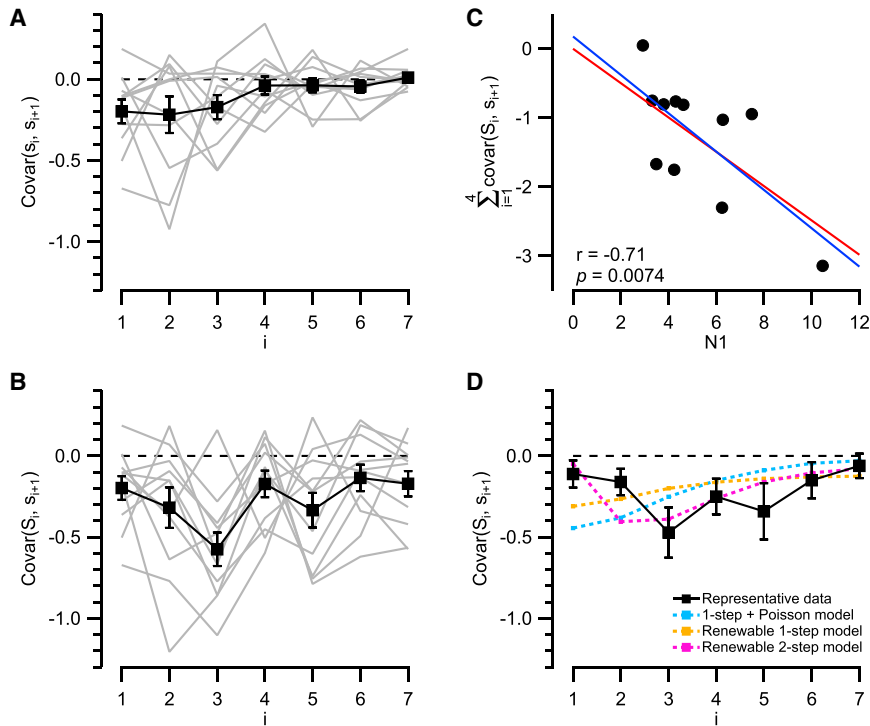 A
0.0
-0.5
-1.0
Covar(si, si+1)
1 2 3 4 5 6 7
i
C
0
-1
-2
-3
∑4i=1 covar(Si, si+1)
r = -0.71
p = 0.0074
0 2 4 6 8 10 12
N1
B
0.0
-0.5
-1.0
Covar(Si, si+1)
1 2 3 4 5 6 7
i
D
0.0
-0.5
-1.0
Covar(Si, si+1)
Representative data
1-step + Poisson model
Renewable 1-step model
Renewable 2-step model
1 2 3 4 5 6 7
i